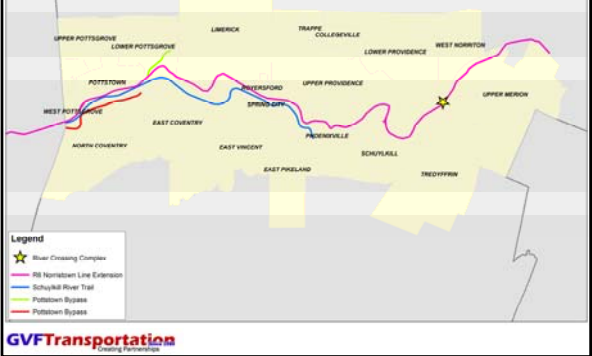 LIMERICK
TRAPPE
COLLEGEVILLE
UPPER POTTSGROVE
LOWER POTTSGROVE
LOWER PROVIDENCE
WEST NORRITON
POTTSTOWN
ROYERSFORD
UPPER PROVIDENCE
UPPER MERION
SPRING CITY
WEST POTTSGROVE
EAST COVENTRY
PHOENIXVILLE
NORTH COVENTRY
EAST VINCENT
SCHUYLKILL
EAST PIKELAND
TREDYFFRIN
Legend
River Crossing Complex
R6 Norristown Line Extension
Schuylkill River Trail
Pottstown Bypass
Pottstown Bypass
GVFTransportation
Creating Partnerships